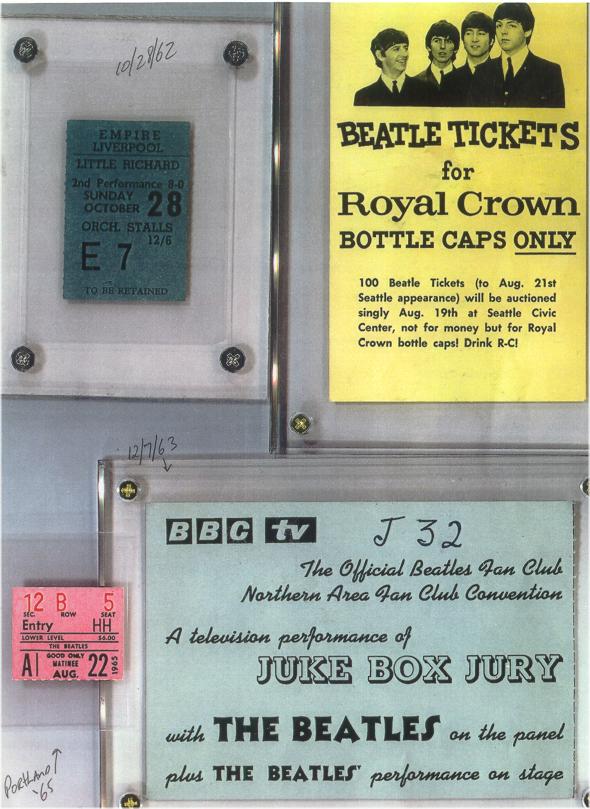 10/28/62
EMPIRE
LIVERPOOL
LITTLE RICHARD
2nd Performance 8-0
SUNDAY
OCTOBER 28
ORCH. STALLS
12/6
E 7
TO BE RETAINED
BEATLE TICKETS
for
Royal Crown
BOTTLE CAPS ONLY
100 Beatle Tickets (to Aug. 21st
Seattle appearance) will be auctioned
singly Aug. 19th at Seattle Civic
Center, not for money but for Royal
Crown bottle caps! Drink R-C!
12/7/63
BBC tv J 32
The Official Beatles Fan Club
Northern Area Fan Club Convention
A television performance of
JUKE BOX JURY
with THE BEATLES on the panel
plus THE BEATLES' performance on stage
12 B 5
SEC. ROW SEAT
Entry HH
LOWER LEVEL $6.00
THE BEATLES
A1 GOOD ONLY
MATINEE
AUG. 22 1965
PORTLAND
'65